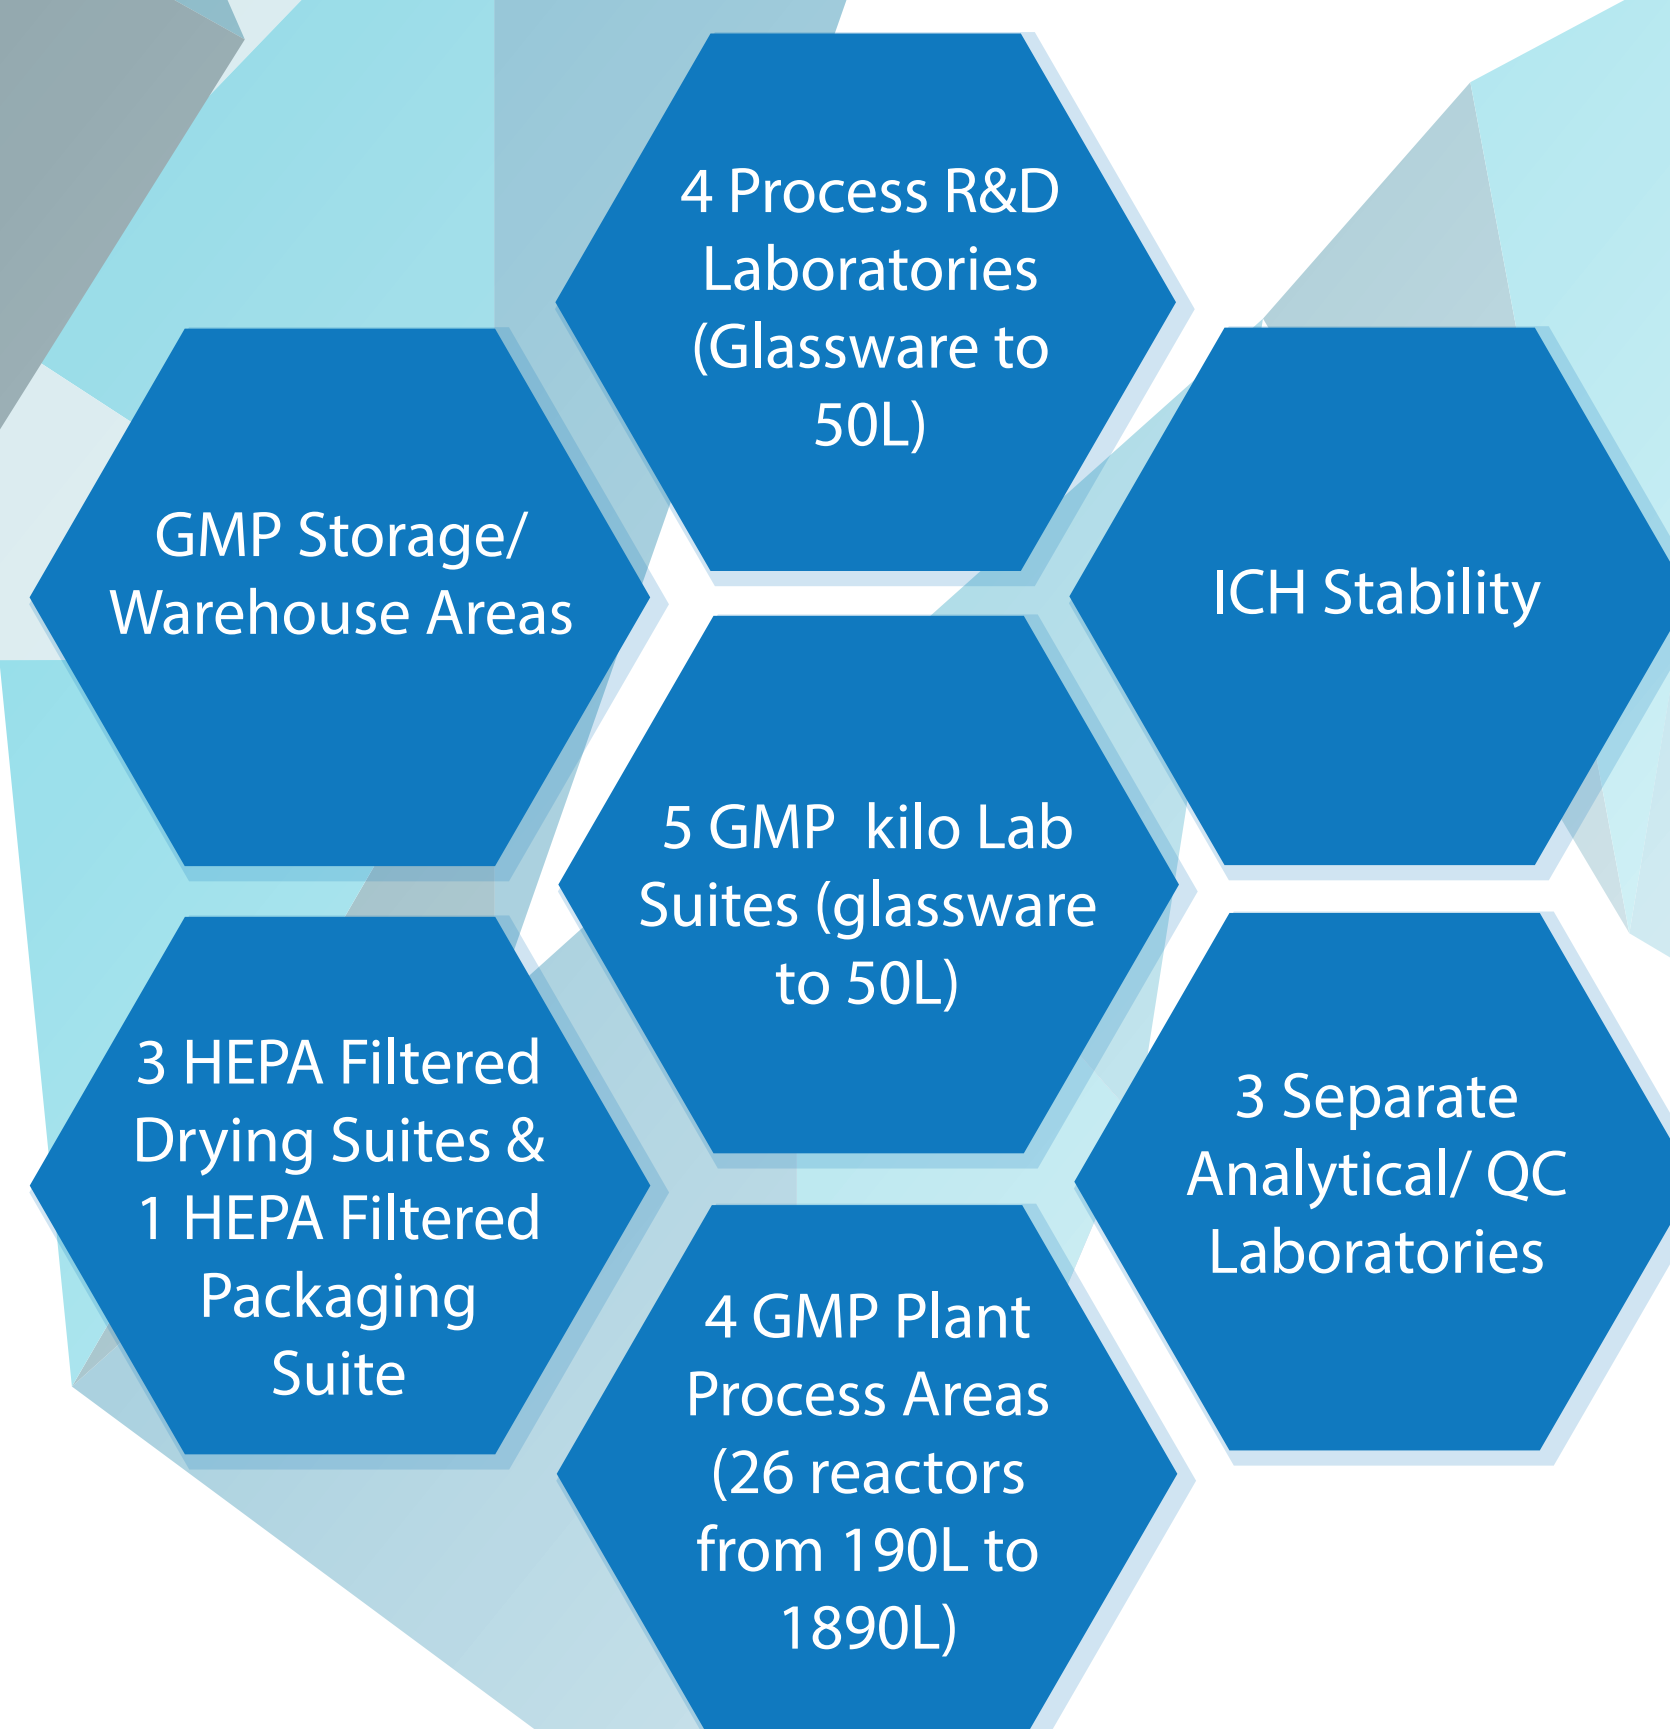 4 Process R&D
Laboratories
(Glassware to
50L)
GMP Storage/
Warehouse Areas
ICH Stability
5 GMP  kilo Lab
Suites (glassware
to 50L)
3 HEPA Filtered
Drying Suites &
1 HEPA Filtered
Packaging
Suite
3 Separate
Analytical/ QC
Laboratories
4 GMP Plant
Process Areas
(26 reactors
from 190L to
1890L)